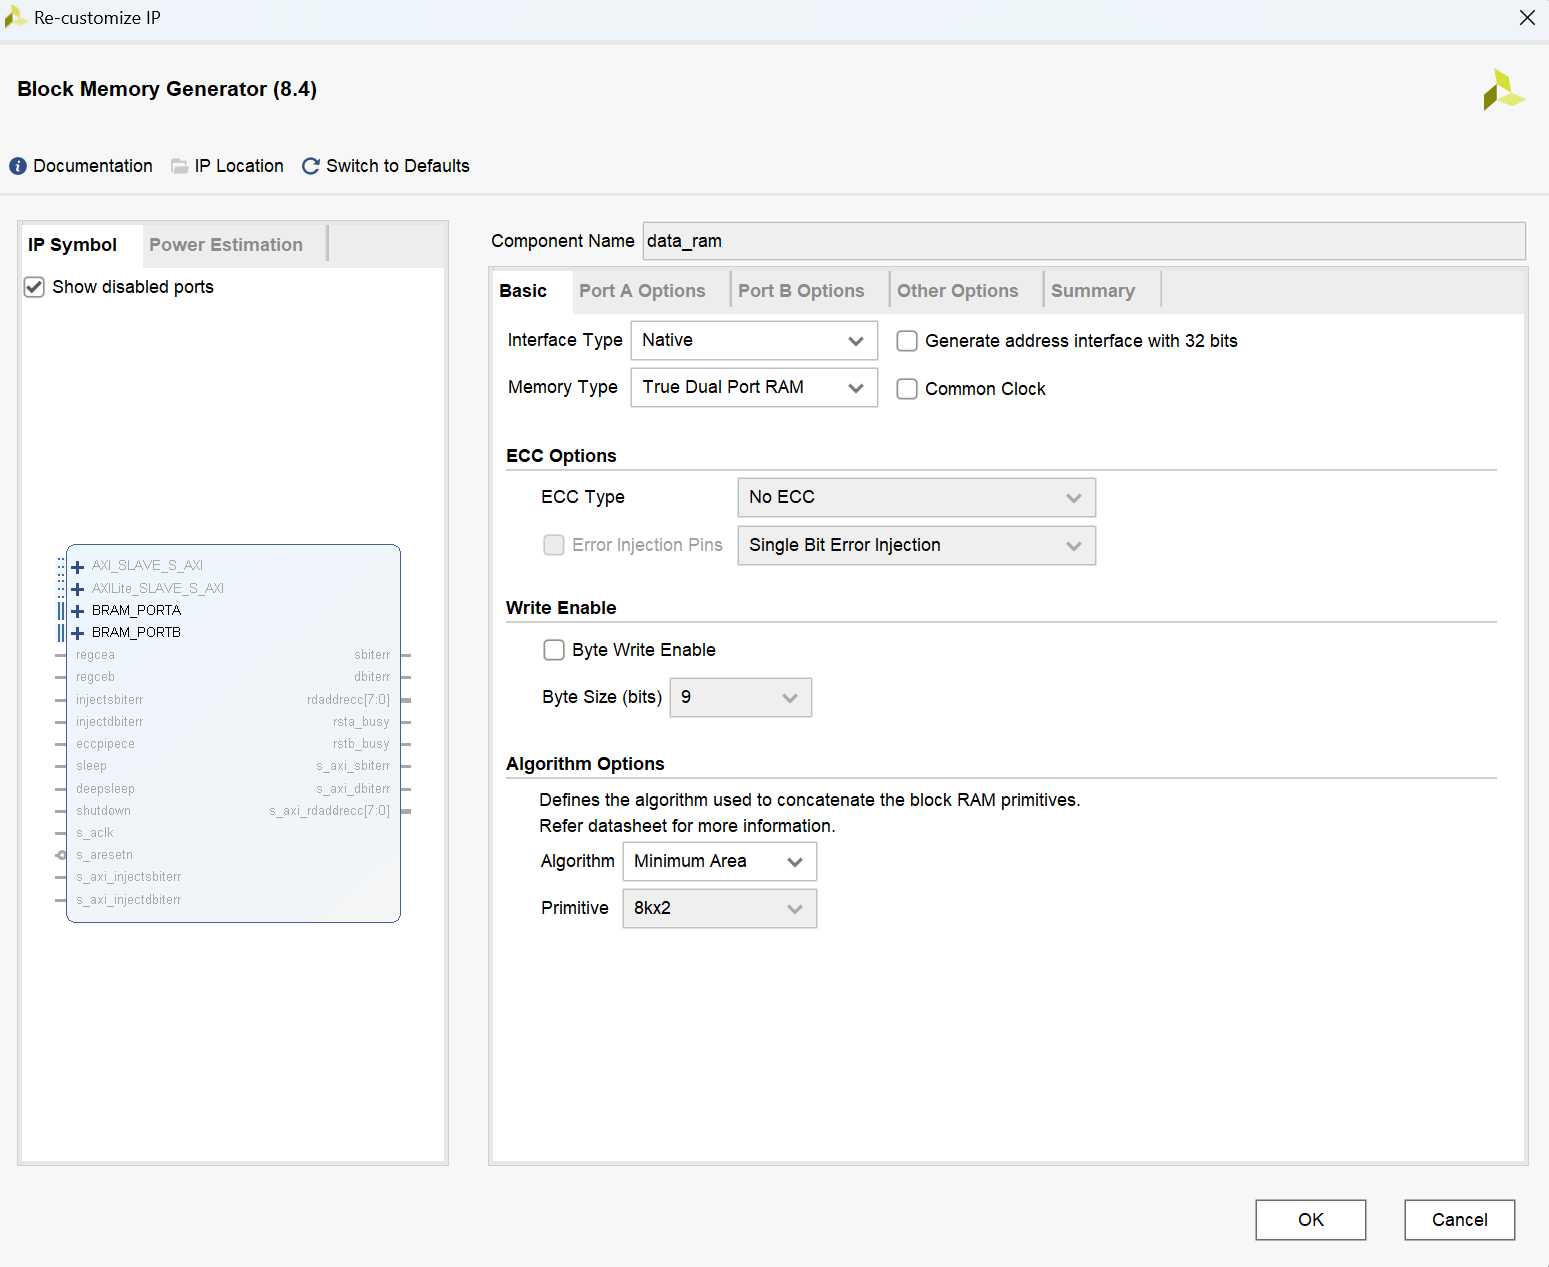 Re-customize IP
Block Memory Generator (8.4)
Documentation IP Location Switch to Defaults
IP Symbol Power Estimation
Show disabled ports
AXI_SLAVE_S_AXI
AXILite_SLAVE_S_AXI
BRAM_PORTA
BRAM_PORTB
regcea sbiterr
regceb dbiterr
injectsbiterr rdaddrecc[7:0]
injectdbiterr rsta_busy
eccpipece rstb_busy
sleep s_axi_sbiterr
deepsleep s_axi_dbiterr
shutdown s_axi_rdaddrecc[7:0]
s_aclk
s_aresetn
s_axi_injectsbiterr
s_axi_injectdbiterr
Component Name data_ram
Basic Port A Options Port B Options Other Options Summary
Interface Type Native Generate address interface with 32 bits
Memory Type True Dual Port RAM Common Clock
ECC Options
ECC Type No ECC
Error Injection Pins Single Bit Error Injection
Write Enable
Byte Write Enable
Byte Size (bits) 9
Algorithm Options
Defines the algorithm used to concatenate the block RAM primitives.
Refer datasheet for more information.
Algorithm Minimum Area
Primitive 8kx2
OK Cancel